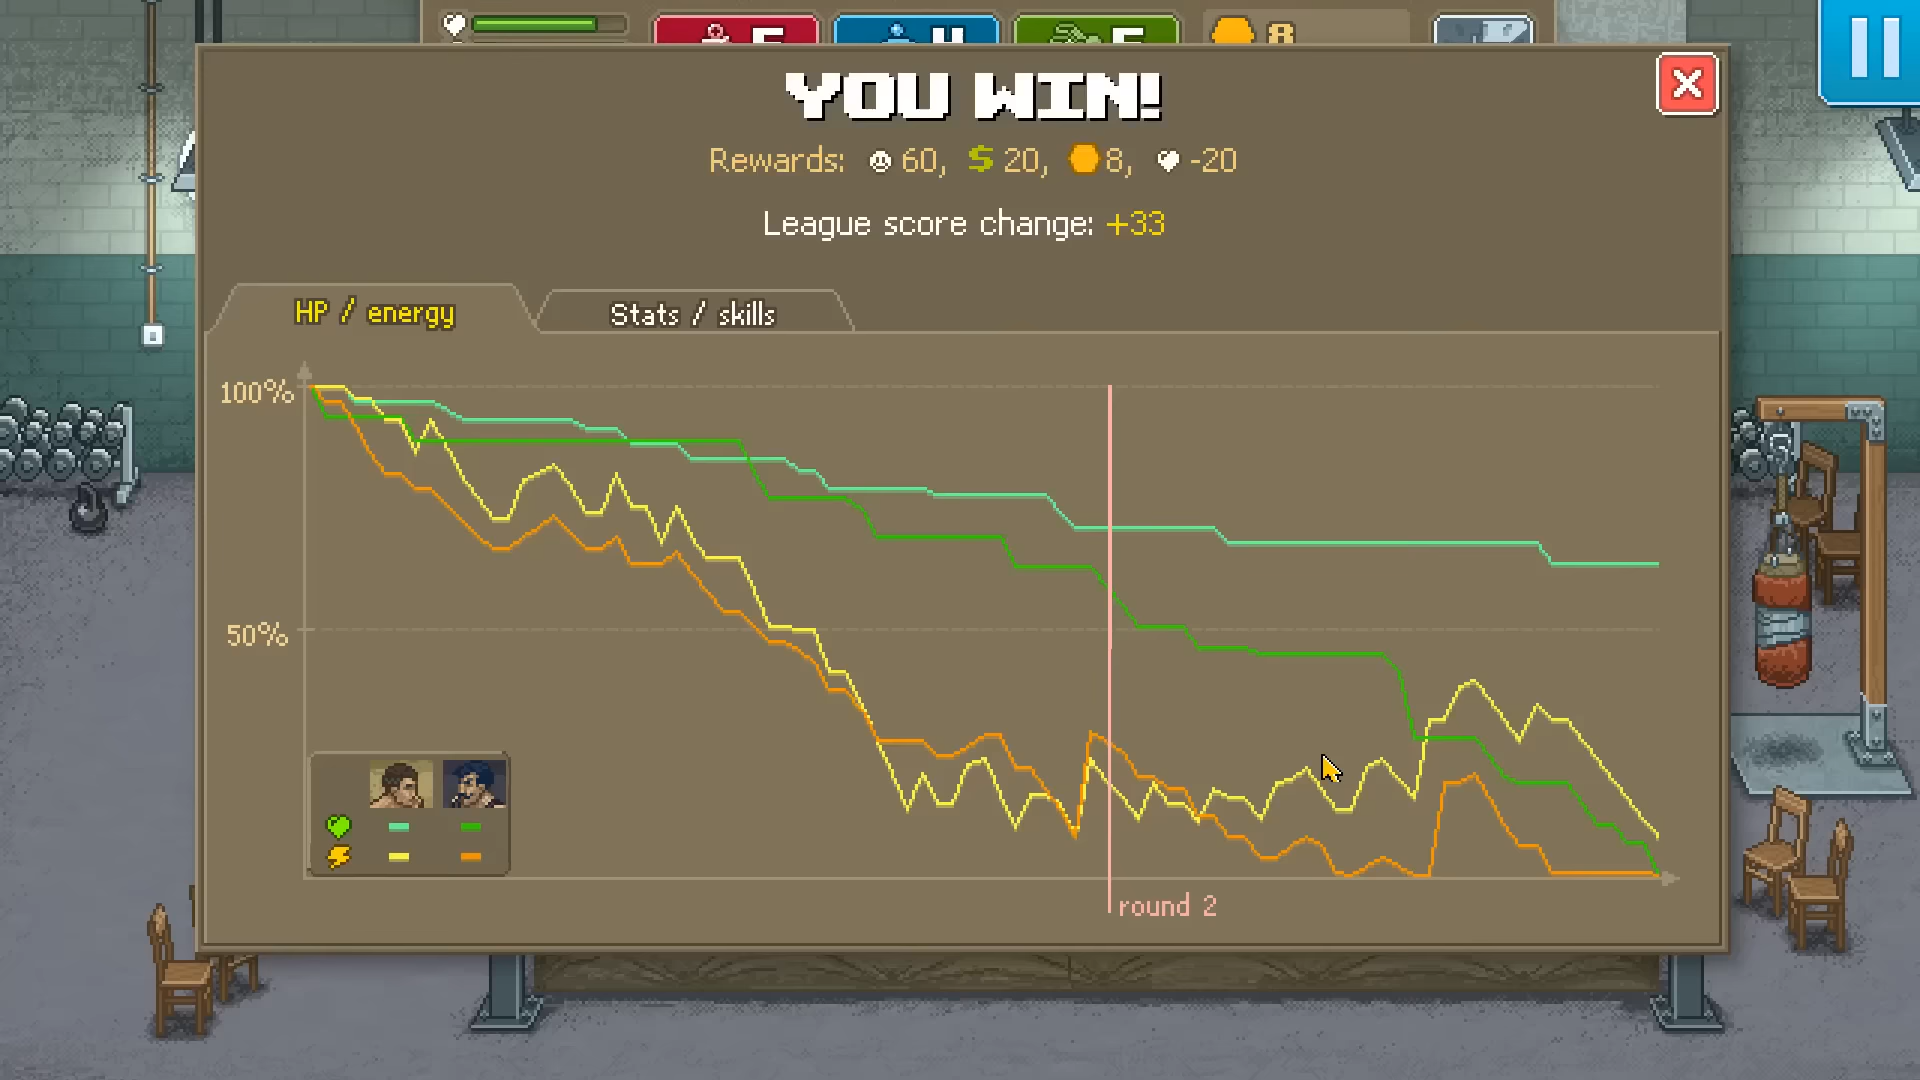 8
YOU WIN!
Rewards: 60, $ 20, 8, -20
League score change: +33
HP / energy
Stats / skills
100%
50%
round 2